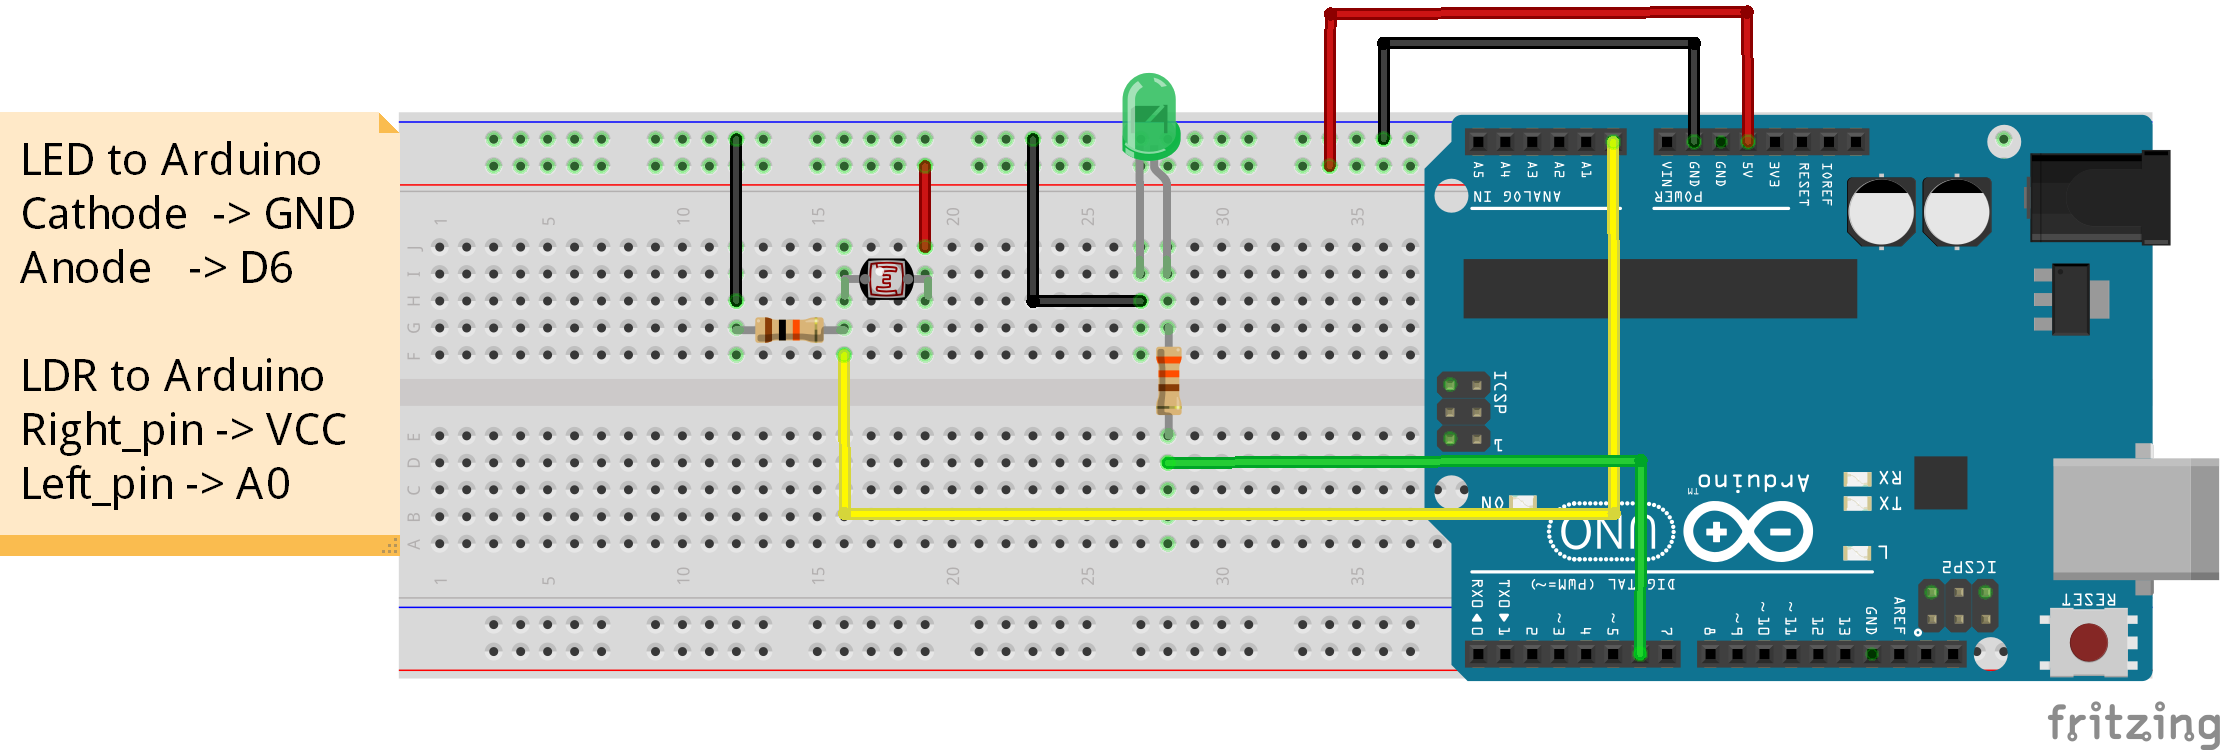 LED to Arduino
Cathode -> GND
Anode -> D6
LDR to Arduino
Right_pin -> VCC
Left_pin -> A0
1 5 10 15 20 25 30 35
J
I
H
G
F
E
D
C
B
A
1 5 10 15 20 25 30 35
A5 A4 A3 A2 A1
ANALOG IN
VIN GND GND 5V 3V3 RESET IOREF
POWER
ICSP
1
ON
UNO
Arduino™
RX
TX
L
ICSP2
DIGITAL (PWM=~)
RX0 ◀ 0 TX0 ▶ 1 2 ~3 4 ~5 7 8 ~9 ~10 ~11 12 13 GND AREF
RESET
fritzing